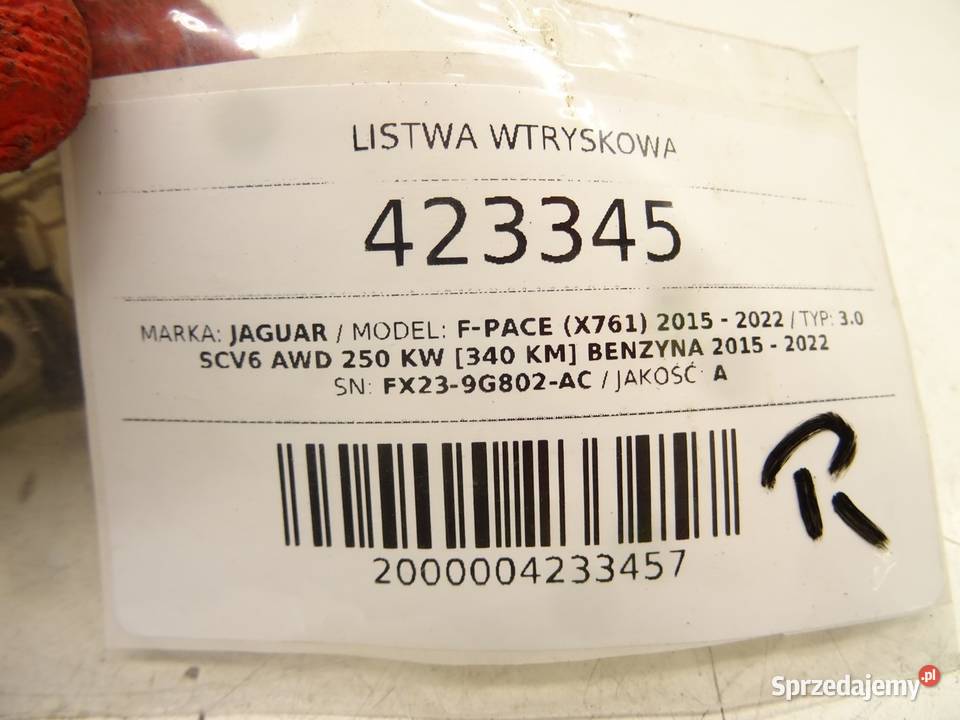 LISTWA WTRYSKOWA
423345
MARKA: JAGUAR / MODEL: F-PACE (X761) 2015 - 2022 / TYP: 3.0
SCV6 AWD 250 KW [340 KM] BENZYNA 2015 - 2022
SN: FX23-9G802-AC / JAKOŚĆ: A
R
2000004233457
Sprzedajemy.pl